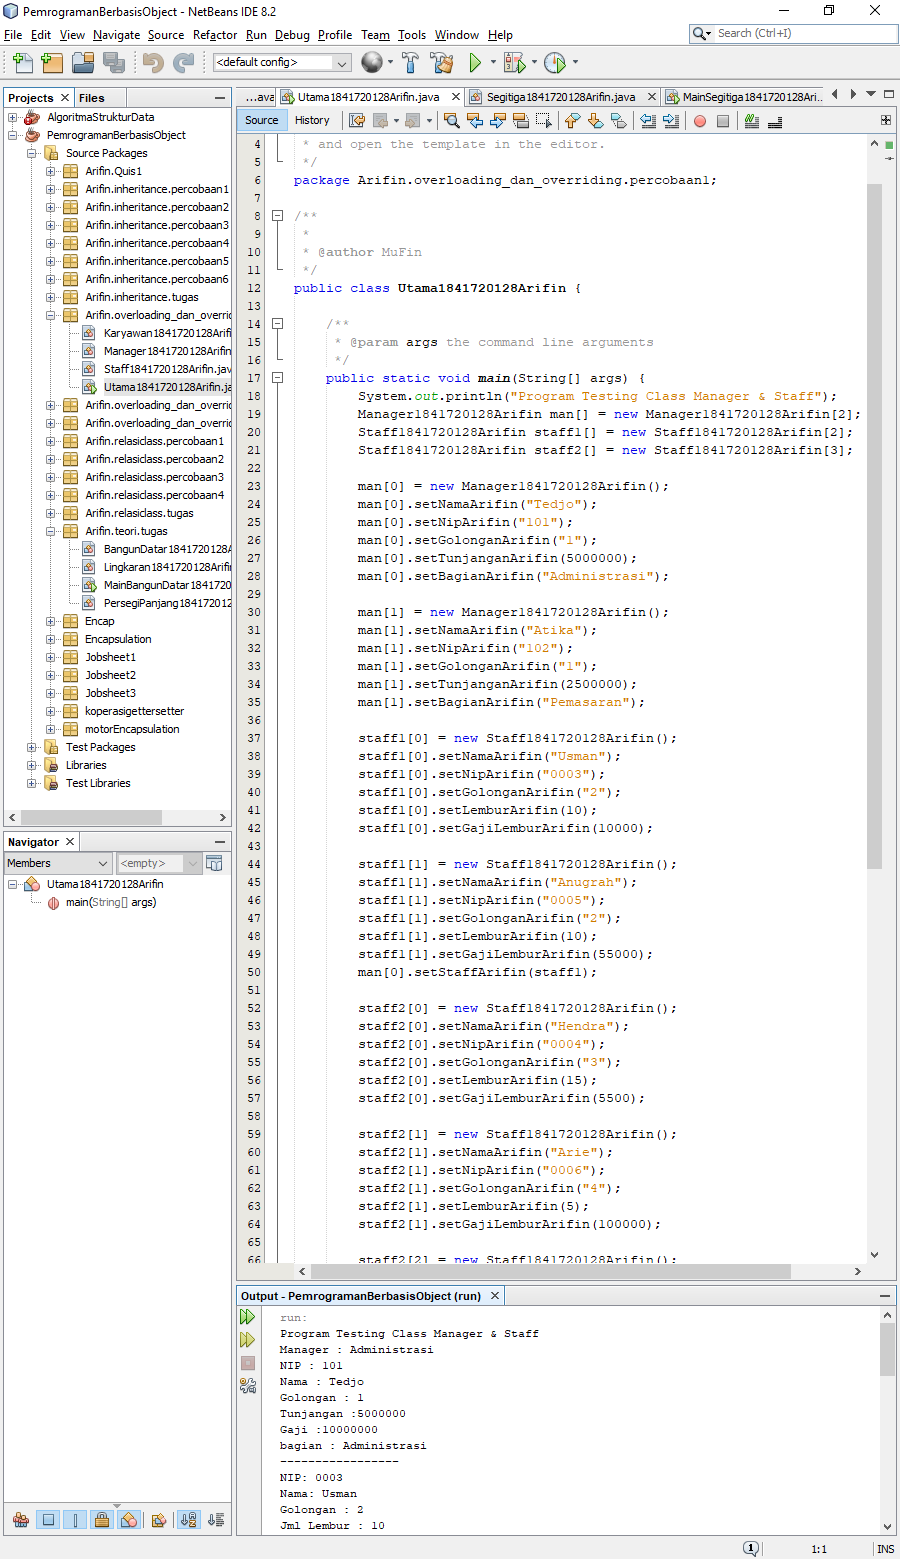 PemrogramanBerbasisObject - NetBeans IDE 8.2
File Edit View Navigate Source Refactor Run Debug Profile Team Tools Window Help
Search (Ctrl+I)
<default config>
Projects Files
AlgoritmaStrukturData
PemrogramanBerbasisObject
Source Packages
Arifin.Quis1
Arifin.inheritance.percobaan1
Arifin.inheritance.percobaan2
Arifin.inheritance.percobaan3
Arifin.inheritance.percobaan4
Arifin.inheritance.percobaan5
Arifin.inheritance.percobaan6
Arifin.inheritance.tugas
Arifin.overloading_dan_overric
Karyawan1841720128Arifi
Manager1841720128Arifin
Staff1841720128Arifin.jav
Utama1841720128Arifin.ja
Arifin.overloading_dan_overric
Arifin.overloading_dan_overric
Arifin.relasiclass.percobaan1
Arifin.relasiclass.percobaan2
Arifin.relasiclass.percobaan3
Arifin.relasiclass.percobaan4
Arifin.relasiclass.tugas
Arifin.teori.tugas
BangunDatar1841720128A
Lingkaran1841720128Arifi
MainBangunDatar1841720
PersegiPanjang184172012
Encap
Encapsulation
Jobsheet1
Jobsheet2
Jobsheet3
koperasigettersetter
motorEncapsulation
Test Packages
Libraries
Test Libraries
Navigator
Members <empty>
Utama1841720128Arifin
main(String[] args)
...ava Utama1841720128Arifin.java Segitiga1841720128Arifin.java MainSegitiga1841720128Ari...
Source History
4 * and open the template in the editor.
5 */
6 package Arifin.overloading_dan_overriding.percobaan1;
7
8 /**
9 *
10 * @author MuFin
11 */
12 public class Utama1841720128Arifin {
13
14 /**
15 * @param args the command line arguments
16 */
17 public static void main(String[] args) {
18 System.out.println("Program Testing Class Manager & Staff");
19 Manager1841720128Arifin man[] = new Manager1841720128Arifin[2];
20 Staff1841720128Arifin staff1[] = new Staff1841720128Arifin[2];
21 Staff1841720128Arifin staff2[] = new Staff1841720128Arifin[3];
22
23 man[0] = new Manager1841720128Arifin();
24 man[0].setNamaArifin("Tedjo");
25 man[0].setNipArifin("101");
26 man[0].setGolonganArifin("1");
27 man[0].setTunjanganArifin(5000000);
28 man[0].setBagianArifin("Administrasi");
29
30 man[1] = new Manager1841720128Arifin();
31 man[1].setNamaArifin("Atika");
32 man[1].setNipArifin("102");
33 man[1].setGolonganArifin("1");
34 man[1].setTunjanganArifin(2500000);
35 man[1].setBagianArifin("Pemasaran");
36
37 staff1[0] = new Staff1841720128Arifin();
38 staff1[0].setNamaArifin("Usman");
39 staff1[0].setNipArifin("0003");
40 staff1[0].setGolonganArifin("2");
41 staff1[0].setLemburArifin(10);
42 staff1[0].setGajiLemburArifin(10000);
43
44 staff1[1] = new Staff1841720128Arifin();
45 staff1[1].setNamaArifin("Anugrah");
46 staff1[1].setNipArifin("0005");
47 staff1[1].setGolonganArifin("2");
48 staff1[1].setLemburArifin(10);
49 staff1[1].setGajiLemburArifin(55000);
50 man[0].setStaffArifin(staff1);
51
52 staff2[0] = new Staff1841720128Arifin();
53 staff2[0].setNamaArifin("Hendra");
54 staff2[0].setNipArifin("0004");
55 staff2[0].setGolonganArifin("3");
56 staff2[0].setLemburArifin(15);
57 staff2[0].setGajiLemburArifin(5500);
58
59 staff2[1] = new Staff1841720128Arifin();
60 staff2[1].setNamaArifin("Arie");
61 staff2[1].setNipArifin("0006");
62 staff2[1].setGolonganArifin("4");
63 staff2[1].setLemburArifin(5);
64 staff2[1].setGajiLemburArifin(100000);
65
66 staff2[2] = new Staff1841720128Arifin();
Output - PemrogramanBerbasisObject (run)
run:
Program Testing Class Manager & Staff
Manager : Administrasi
NIP : 101
Nama : Tedjo
Golongan : 1
Tunjangan :5000000
Gaji :10000000
bagian : Administrasi
-----------------
NIP: 0003
Nama: Usman
Golongan : 2
Jml Lembur : 10
1 1:1 INS